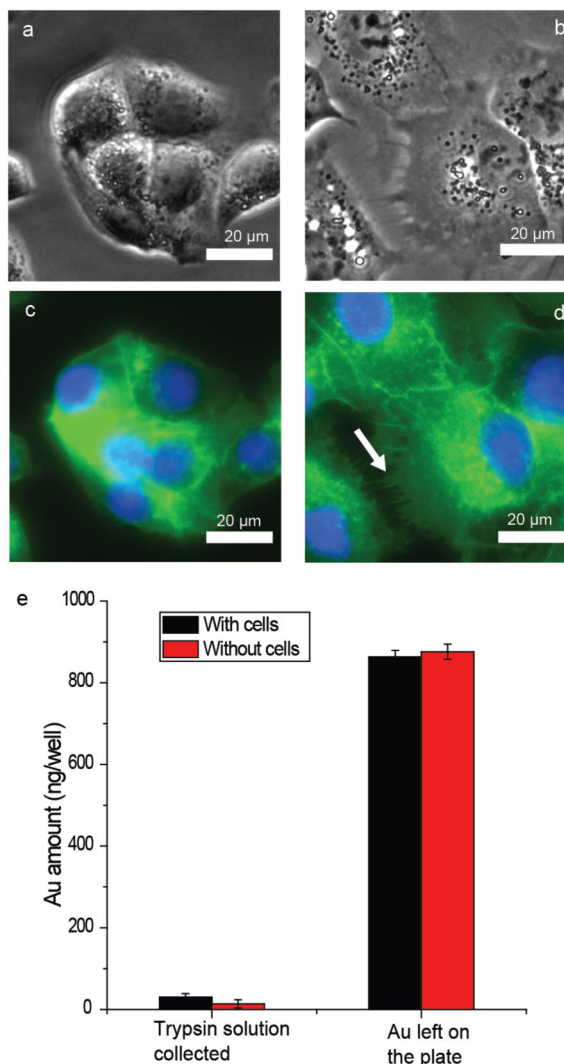 a
b
20 µm
20 µm
c
d
20 µm
20 µm
e
1000
800
600
400
200
0
Au amount (ng/well)
With cells
Without cells
Trypsin solution
collected
Au left on
the plate